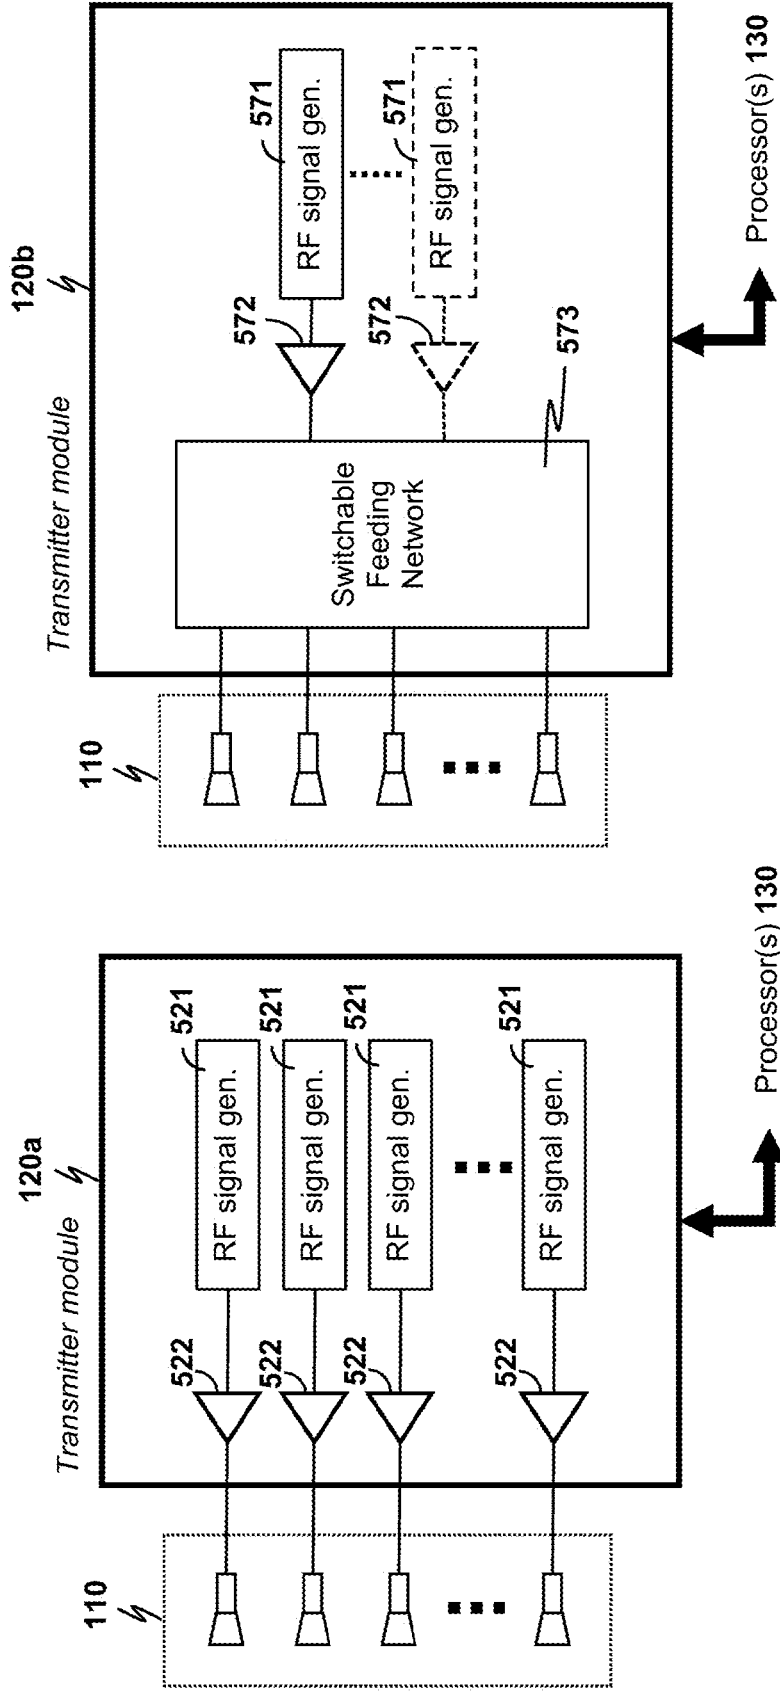 120a
Transmitter module
110
522
521
RF signal gen.
522
521
RF signal gen.
522
521
RF signal gen.
522
521
RF signal gen.
Processor(s) 130
120b
Transmitter module
110
Switchable
Feeding
Network
572
571
RF signal gen.
572
571
RF signal gen.
573
Processor(s) 130